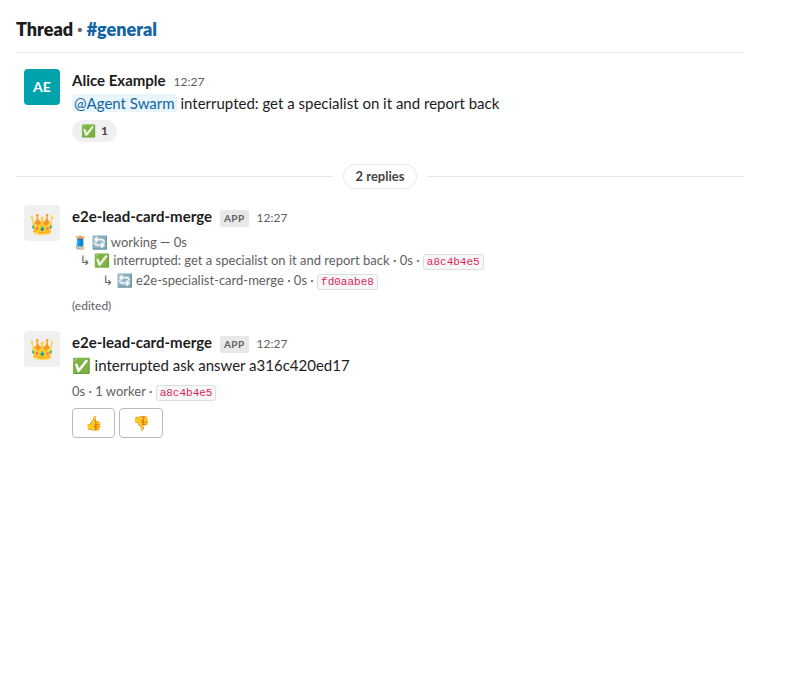 Thread • #general
AE
Alice Example 12:27
@Agent Swarm interrupted: get a specialist on it and report back
✅ 1
2 replies
e2e-lead-card-merge APP 12:27
🧵 🔄 working — 0s
↳ ✅ interrupted: get a specialist on it and report back · 0s · a8c4b4e5
↳ 🔄 e2e-specialist-card-merge · 0s · fd0aabe8
(edited)
e2e-lead-card-merge APP 12:27
✅ interrupted ask answer a316c420ed17
0s · 1 worker · a8c4b4e5
👍 👎